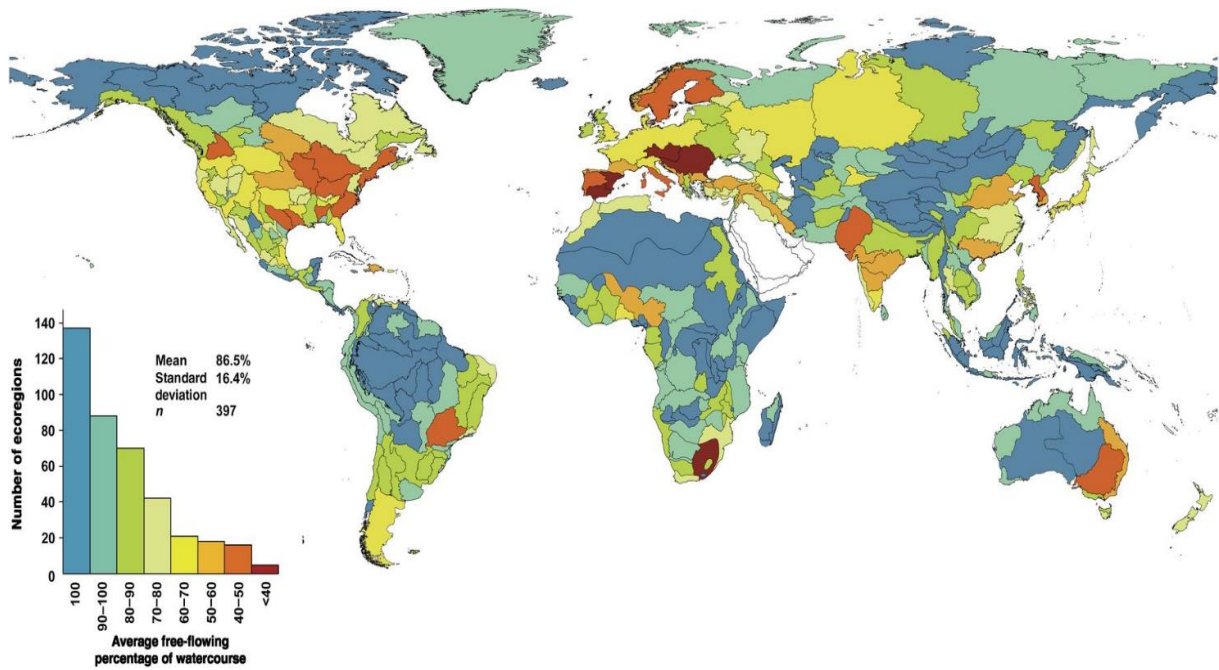 140
120
100
80
60
40
20
0
Number of ecoregions
Mean 86.5%
Standard 16.4%
deviation
n 397
100
90–100
80–90
70–80
60–70
50–60
40–50
<40
Average free-flowing
percentage of watercourse